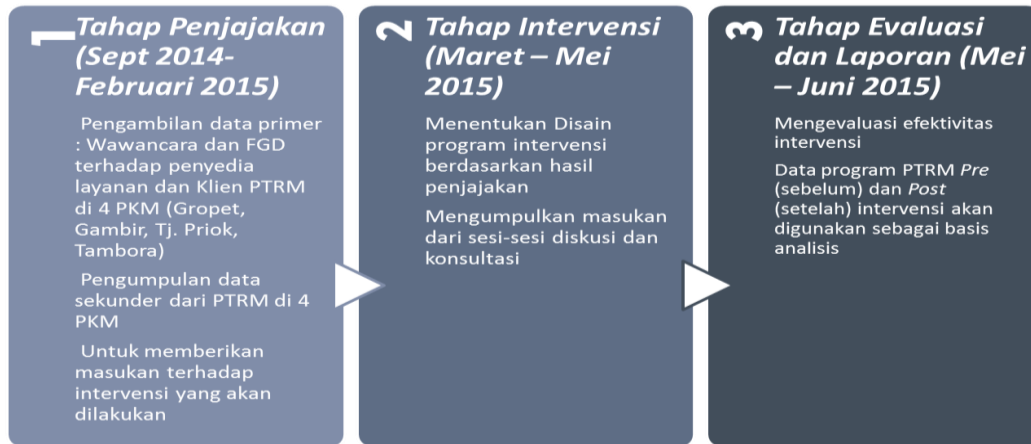 1
Tahap Penjajakan
(Sept 2014-
Februari 2015)
Pengambilan data primer
: Wawancara dan FGD
terhadap penyedia
layanan dan Klien PTRM
di 4 PKM (Gropet,
Gambir, Tj. Priok,
Tambora)
Pengumpulan data
sekunder dari PTRM di 4
PKM
Untuk memberikan
masukan terhadap
intervensi yang akan
dilakukan
2
Tahap Intervensi
(Maret – Mei
2015)
Menentukan Disain
program intervensi
berdasarkan hasil
penjajakan
Mengumpulkan masukan
dari sesi-sesi diskusi dan
konsultasi
3
Tahap Evaluasi
dan Laporan (Mei
– Juni 2015)
Mengevaluasi efektivitas
intervensi
Data program PTRM Pre
(sebelum) dan Post
(setelah) intervensi akan
digunakan sebagai basis
analisis